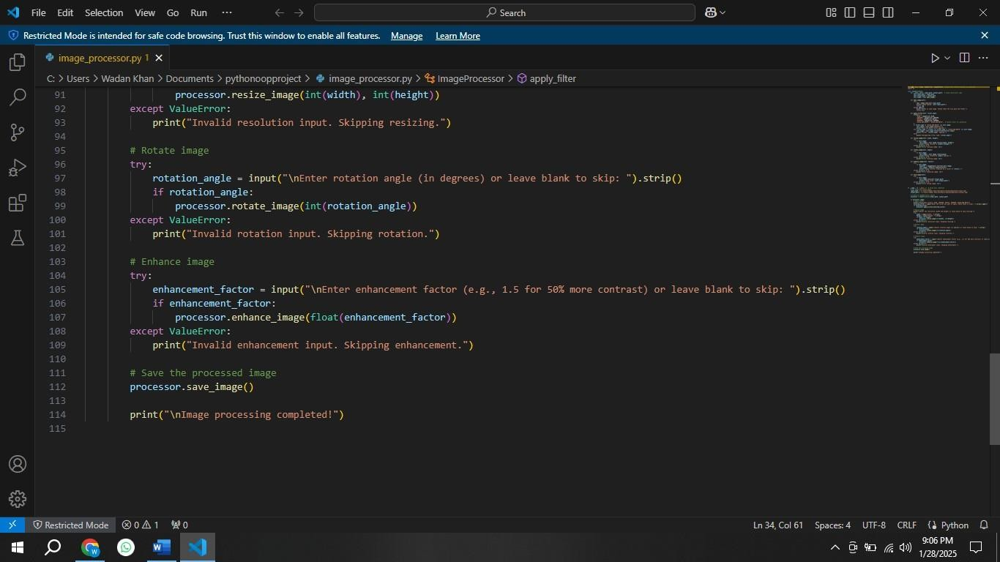 File Edit Selection View Go Run ··· Search
Restricted Mode is intended for safe code browsing. Trust this window to enable all features. Manage Learn More
image_processor.py 1
C: > Users > Wadan Khan > Documents > pythonoopproject > image_processor.py > ImageProcessor > apply_filter
91 processor.resize_image(int(width), int(height))
92 except ValueError:
93 print("Invalid resolution input. Skipping resizing.")
94
95 # Rotate image
96 try:
97 rotation_angle = input("\nEnter rotation angle (in degrees) or leave blank to skip: ").strip()
98 if rotation_angle:
99 processor.rotate_image(int(rotation_angle))
100 except ValueError:
101 print("Invalid rotation input. Skipping rotation.")
102
103 # Enhance image
104 try:
105 enhancement_factor = input("\nEnter enhancement factor (e.g., 1.5 for 50% more contrast) or leave blank to skip: ").strip()
106 if enhancement_factor:
107 processor.enhance_image(float(enhancement_factor))
108 except ValueError:
109 print("Invalid enhancement input. Skipping enhancement.")
110
111 # Save the processed image
112 processor.save_image()
113
114 print("\nImage processing completed!")
115
Restricted Mode 0 1 0 Ln 34, Col 61 Spaces: 4 UTF-8 CRLF Python
9:06 PM
1/28/2025